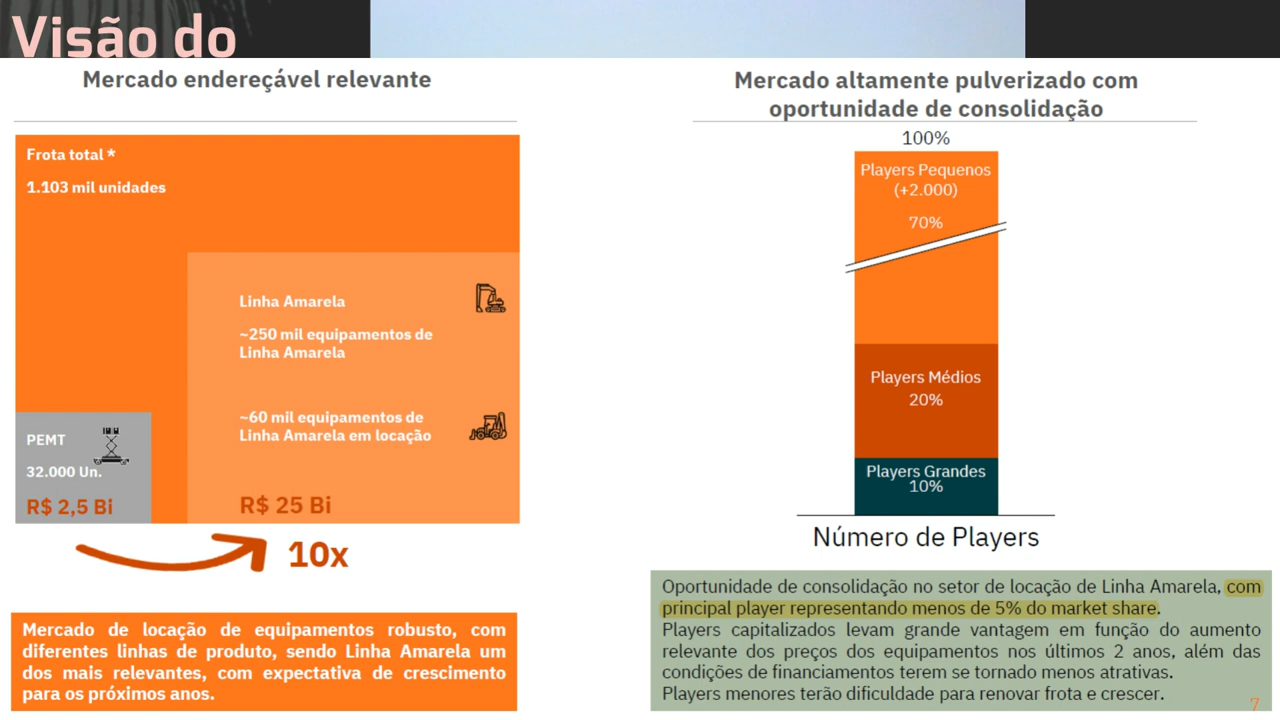 Visão do
Mercado endereçável relevante
Frota total *
1.103 mil unidades
Linha Amarela
~250 mil equipamentos de
Linha Amarela
~60 mil equipamentos de
Linha Amarela em locação
R$ 25 Bi
PEMT
32.000 Un.
R$ 2,5 Bi
10x
Mercado de locação de equipamentos robusto, com
diferentes linhas de produto, sendo Linha Amarela um
dos mais relevantes, com expectativa de crescimento
para os próximos anos.
Mercado altamente pulverizado com
oportunidade de consolidação
100%
Players Pequenos
(+2.000)
70%
Players Médios
20%
Players Grandes
10%
Número de Players
Oportunidade de consolidação no setor de locação de Linha Amarela, com
principal player representando menos de 5% do market share.
Players capitalizados levam grande vantagem em função do aumento
relevante dos preços dos equipamentos nos últimos 2 anos, além das
condições de financiamentos terem se tornado menos atrativas.
Players menores terão dificuldade para renovar frota e crescer.
7